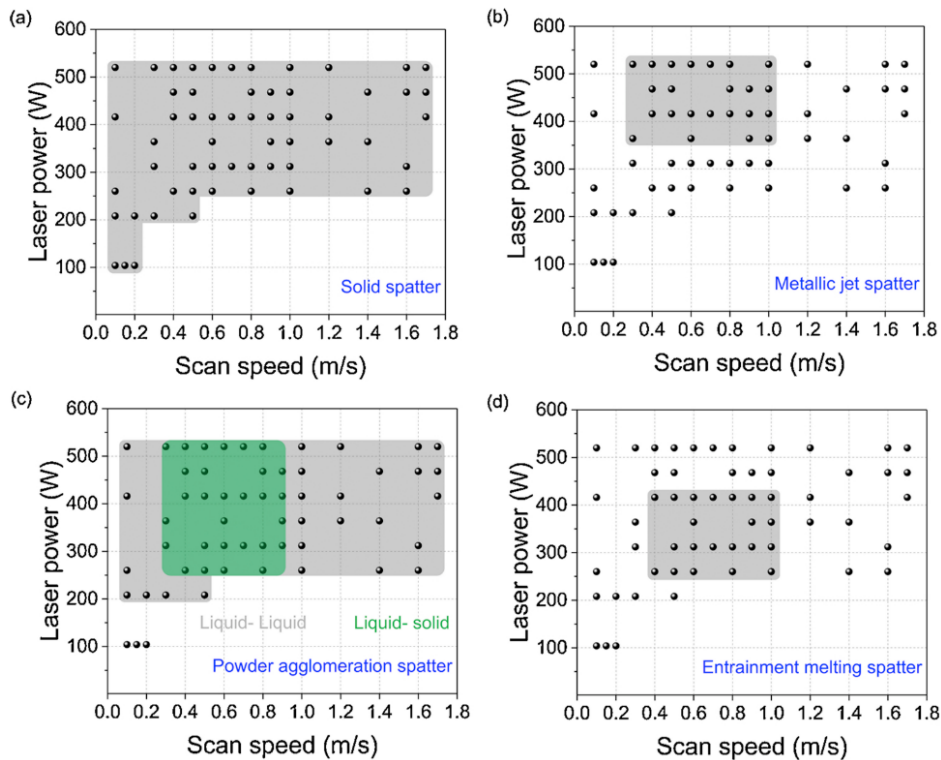 (a)
600
500
400
300
200
100
Laser power (W)
Solid spatter
0.0 0.2 0.4 0.6 0.8 1.0 1.2 1.4 1.6 1.8
Scan speed (m/s)
(b)
600
500
400
300
200
100
Laser power (W)
Metallic jet spatter
0.0 0.2 0.4 0.6 0.8 1.0 1.2 1.4 1.6 1.8
Scan speed (m/s)
(c)
600
500
400
300
200
100
Laser power (W)
Liquid- Liquid Liquid- solid
Powder agglomeration spatter
0.0 0.2 0.4 0.6 0.8 1.0 1.2 1.4 1.6 1.8
Scan speed (m/s)
(d)
600
500
400
300
200
100
Laser power (W)
Entrainment melting spatter
0.0 0.2 0.4 0.6 0.8 1.0 1.2 1.4 1.6 1.8
Scan speed (m/s)